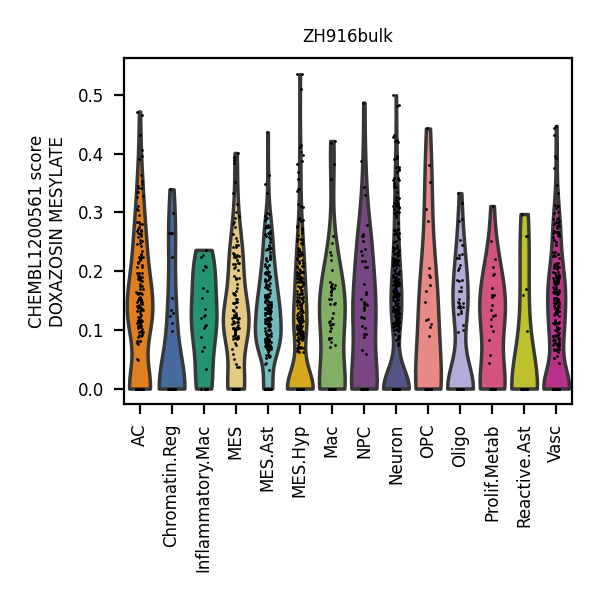 ZH916bulk
CHEMBL1200561 score
DOXAZOSIN MESYLATE
0.5
0.4
0.3
0.2
0.1
0.0
AC
Chromatin.Reg
Inflammatory.Mac
MES
MES.Ast
MES.Hyp
Mac
NPC
Neuron
OPC
Oligo
Prolif.Metab
Reactive.Ast
Vasc